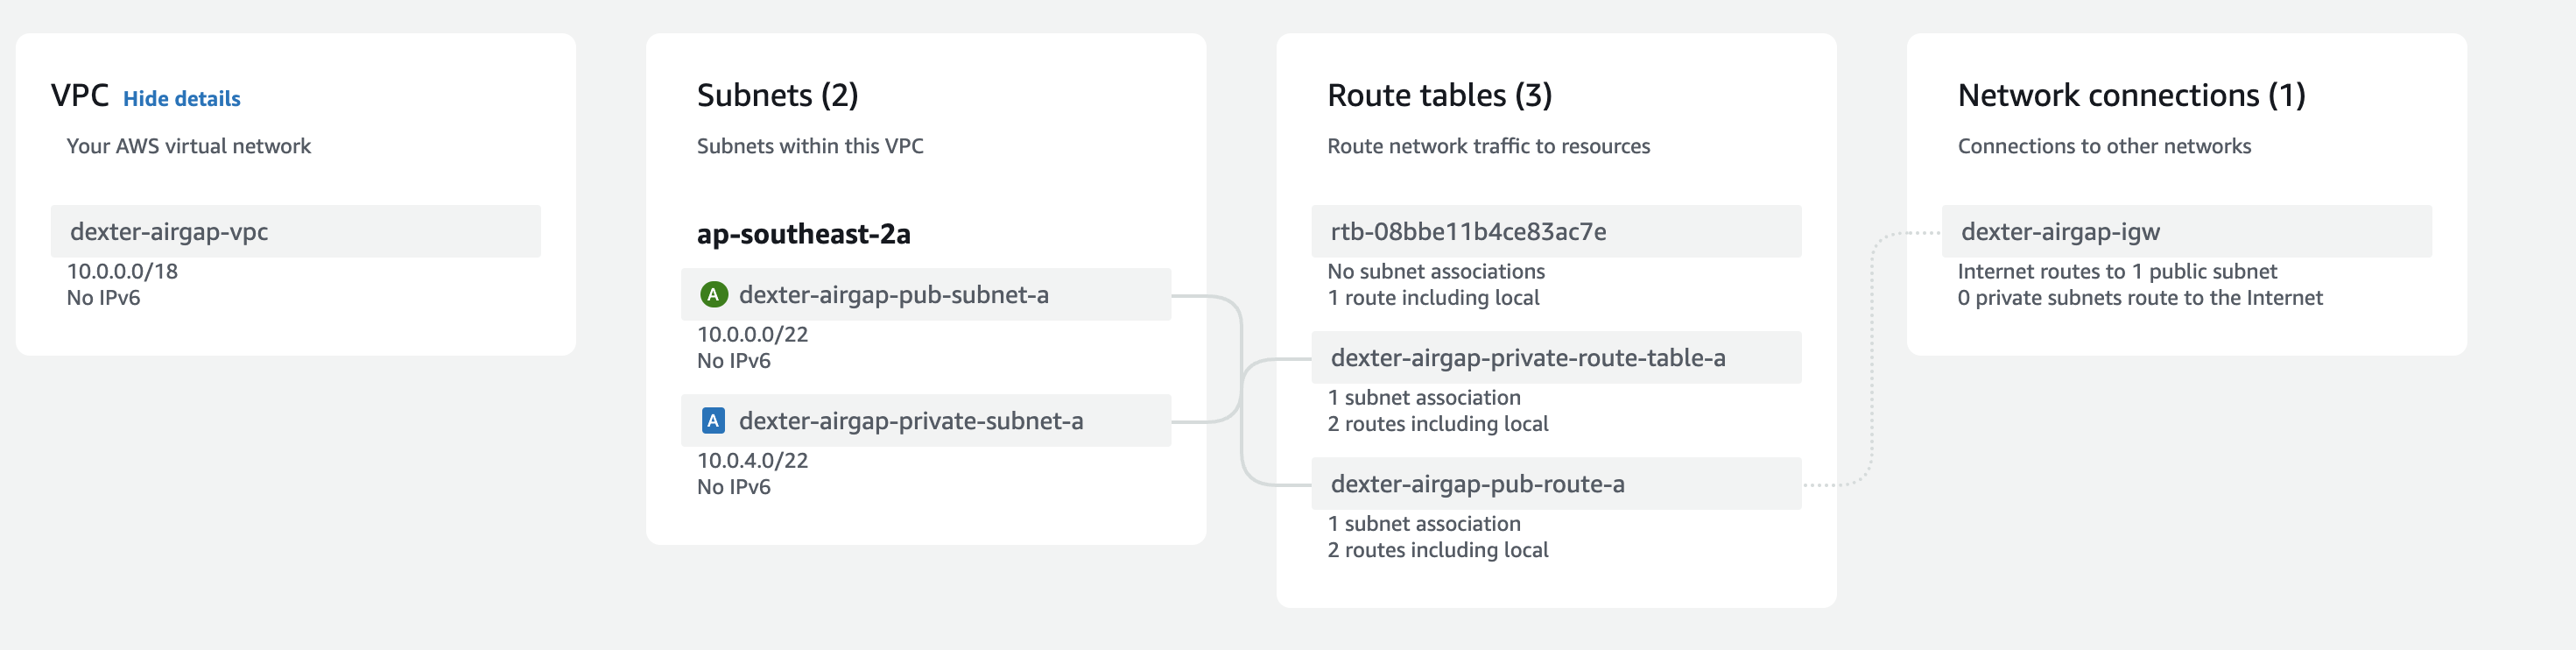 VPC Hide details
Your AWS virtual network
dexter-airgap-vpc
10.0.0.0/18
No IPv6
Subnets (2)
Subnets within this VPC
ap-southeast-2a
A dexter-airgap-pub-subnet-a
10.0.0.0/22
No IPv6
A dexter-airgap-private-subnet-a
10.0.4.0/22
No IPv6
Route tables (3)
Route network traffic to resources
rtb-08bbe11b4ce83ac7e
No subnet associations
1 route including local
dexter-airgap-private-route-table-a
1 subnet association
2 routes including local
dexter-airgap-pub-route-a
1 subnet association
2 routes including local
Network connections (1)
Connections to other networks
dexter-airgap-igw
Internet routes to 1 public subnet
0 private subnets route to the Internet